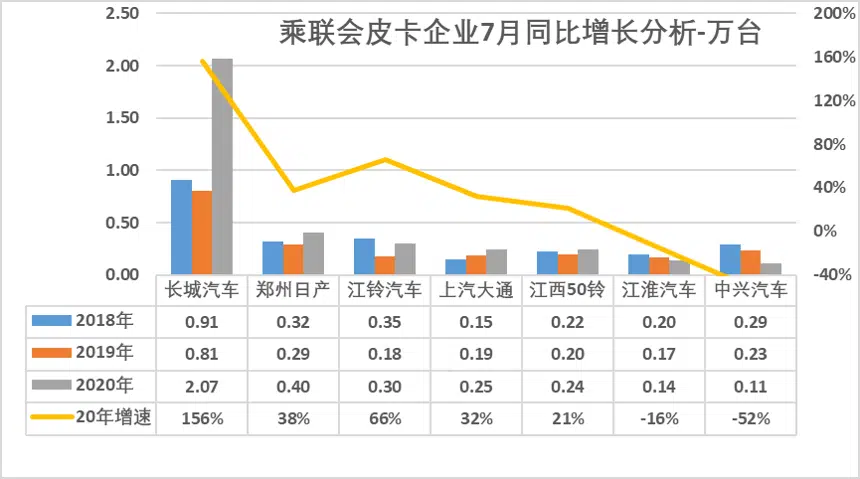 乘联会皮卡企业7月同比增长分析-万台
2.50
2.00
1.50
1.00
0.50
0.00
200%
160%
120%
80%
40%
0%
-40%
长城汽车 郑州日产 江铃汽车 上汽大通 江西50铃 江淮汽车 中兴汽车
2018年 0.91 0.32 0.35 0.15 0.22 0.20 0.29
2019年 0.81 0.29 0.18 0.19 0.20 0.17 0.23
2020年 2.07 0.40 0.30 0.25 0.24 0.14 0.11
20年增速 156% 38% 66% 32% 21% -16% -52%